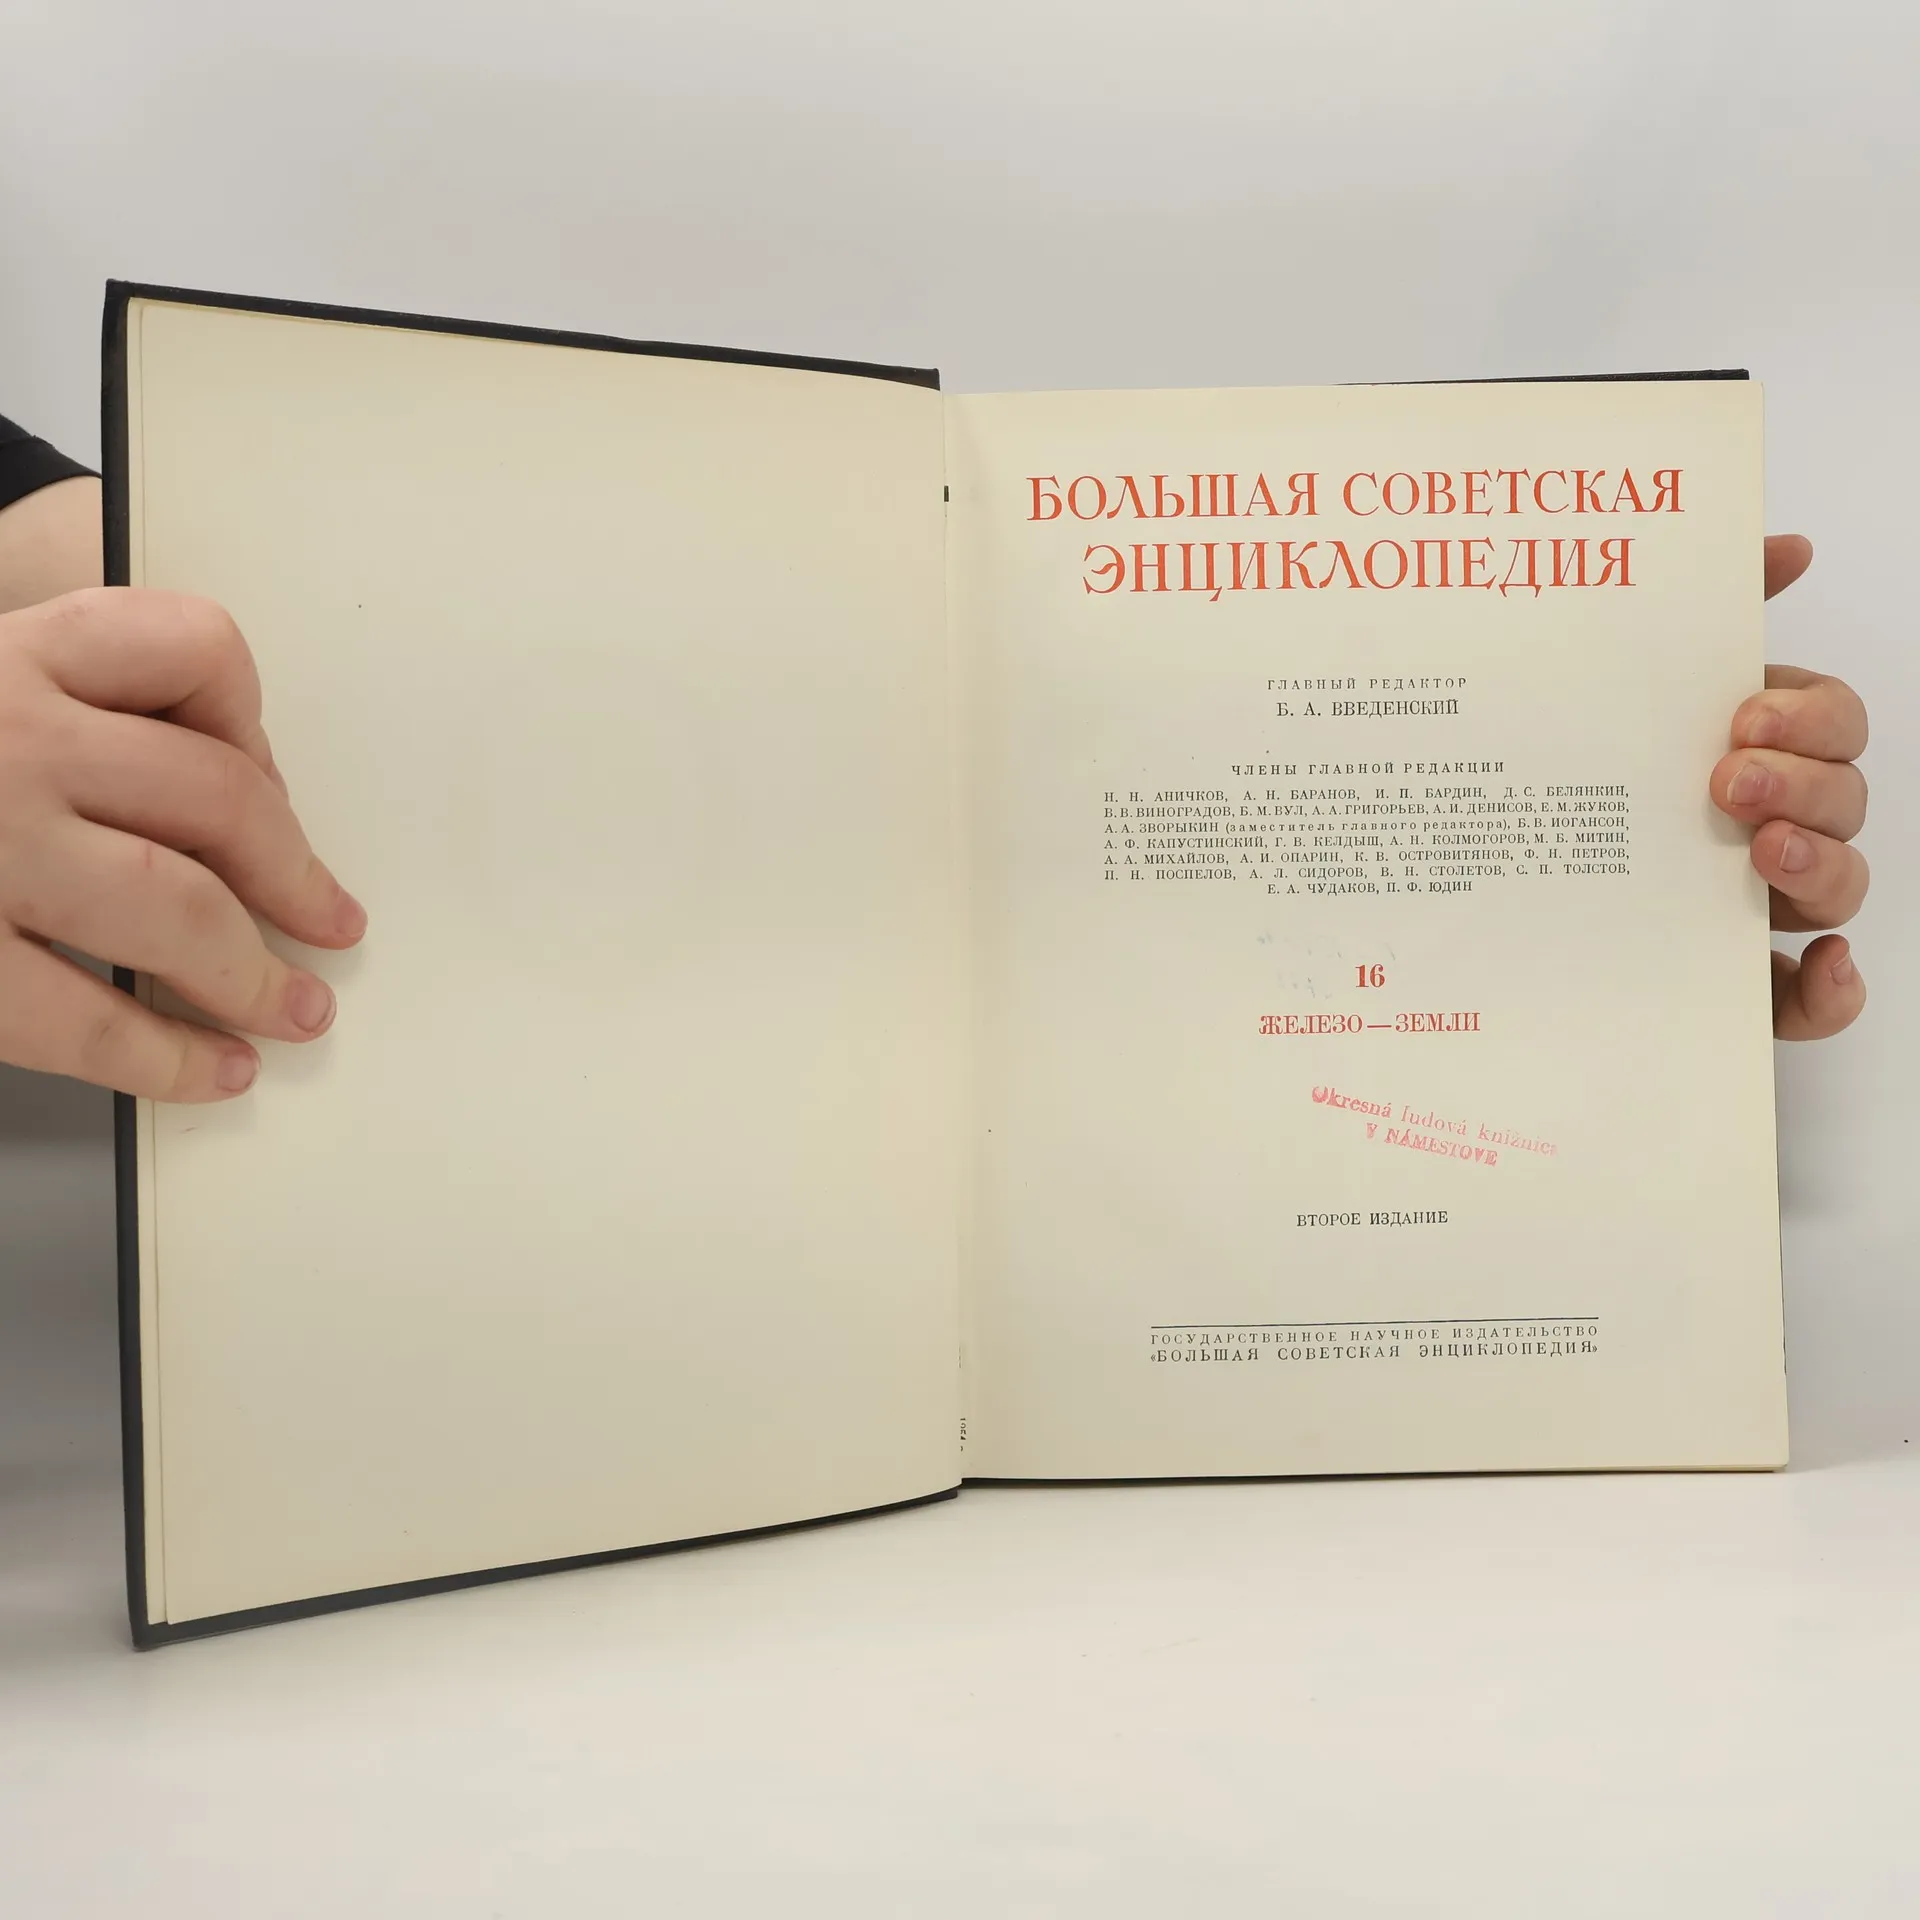 БОЛЬШАЯ СОВЕТСКАЯ
ЭНЦИКЛОПЕДИЯ
ГЛАВНЫЙ РЕДАКТОР
Б. А. ВВЕДЕНСКИЙ
ЧЛЕНЫ ГЛАВНОЙ РЕДАКЦИИ
Н. Н. АНИЧКОВ, А. Н. БАРАНОВ, И. П. БАРДИН, Д. С. БЕЛЯНКИН,
В. В. ВИНОГРАДОВ, Б. М. ВУЛ, А. А. ГРИГОРЬЕВ, А. И. ДЕНИСОВ, Е. М. ЖУКОВ,
А. А. ЗВОРЫКИН (заместитель главного редактора), Б. В. ИОГАНСОН,
А. Ф. КАПУСТИНСКИЙ, Г. В. КЕЛДЫШ, А. Н. КОЛМОГОРОВ, М. Б. МИТИН,
А. А. МИХАЙЛОВ, А. И. ОПАРИН, К. В. ОСТРОВИТЯНОВ, Ф. Н. ПЕТРОВ,
П. Н. ПОСПЕЛОВ, А. Л. СИДОРОВ, В. Н. СТОЛЕТОВ, С. П. ТОЛСТОВ,
Е. А. ЧУДАКОВ, П. Ф. ЮДИН
16
ЖЕЛЕЗО — ЗЕМЛИ
Okresná ľudová knižnica
V NÁMESTOVE
ВТОРОЕ ИЗДАНИЕ
ГОСУДАРСТВЕННОЕ НАУЧНОЕ ИЗДАТЕЛЬСТВО
«БОЛЬШАЯ СОВЕТСКАЯ ЭНЦИКЛОПЕДИЯ»